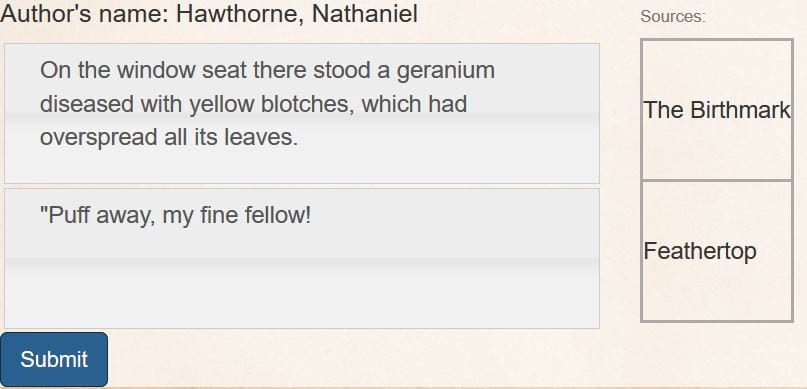 Author's name: Hawthorne, Nathaniel
Sources:
On the window seat there stood a geranium
diseased with yellow blotches, which had
overspread all its leaves.
The Birthmark
"Puff away, my fine fellow!
Feathertop
Submit